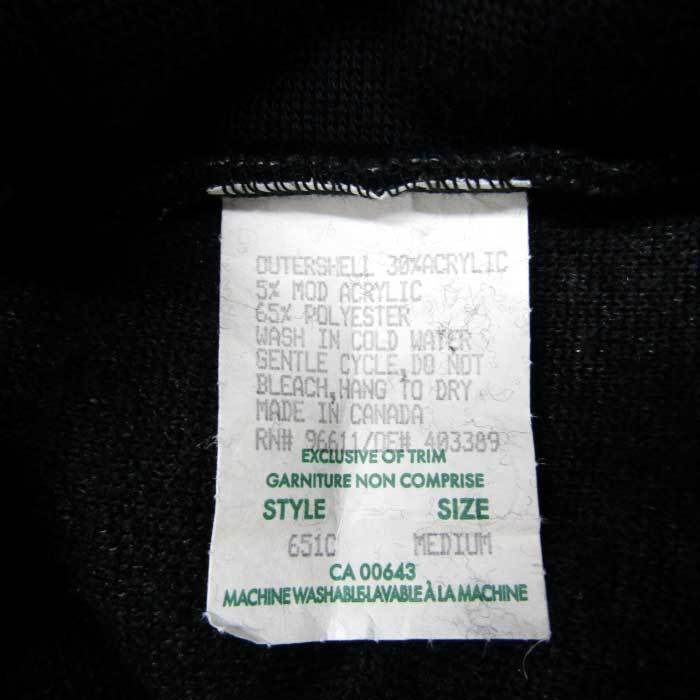 OUTERSHELL 30%ACRYLIC
5% MOD ACRYLIC
65% POLYESTER
WASH IN COLD WATER
GENTLE CYCLE,DO NOT
BLEACH,HANG TO DRY
MADE IN CANADA
RN# 96611/DE# 403389
EXCLUSIVE OF TRIM
GARNITURE NON COMPRISE
STYLE SIZE
651C MEDIUM
CA 00643
MACHINE WASHABLE·LAVABLE À LA MACHINE